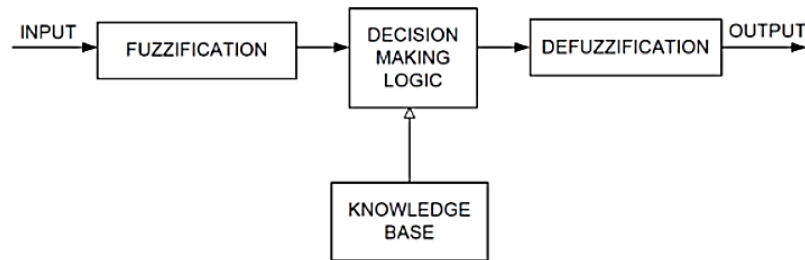 INPUT
FUZZIFICATION
DECISION
MAKING
LOGIC
DEFUZZIFICATION
OUTPUT
KNOWLEDGE
BASE